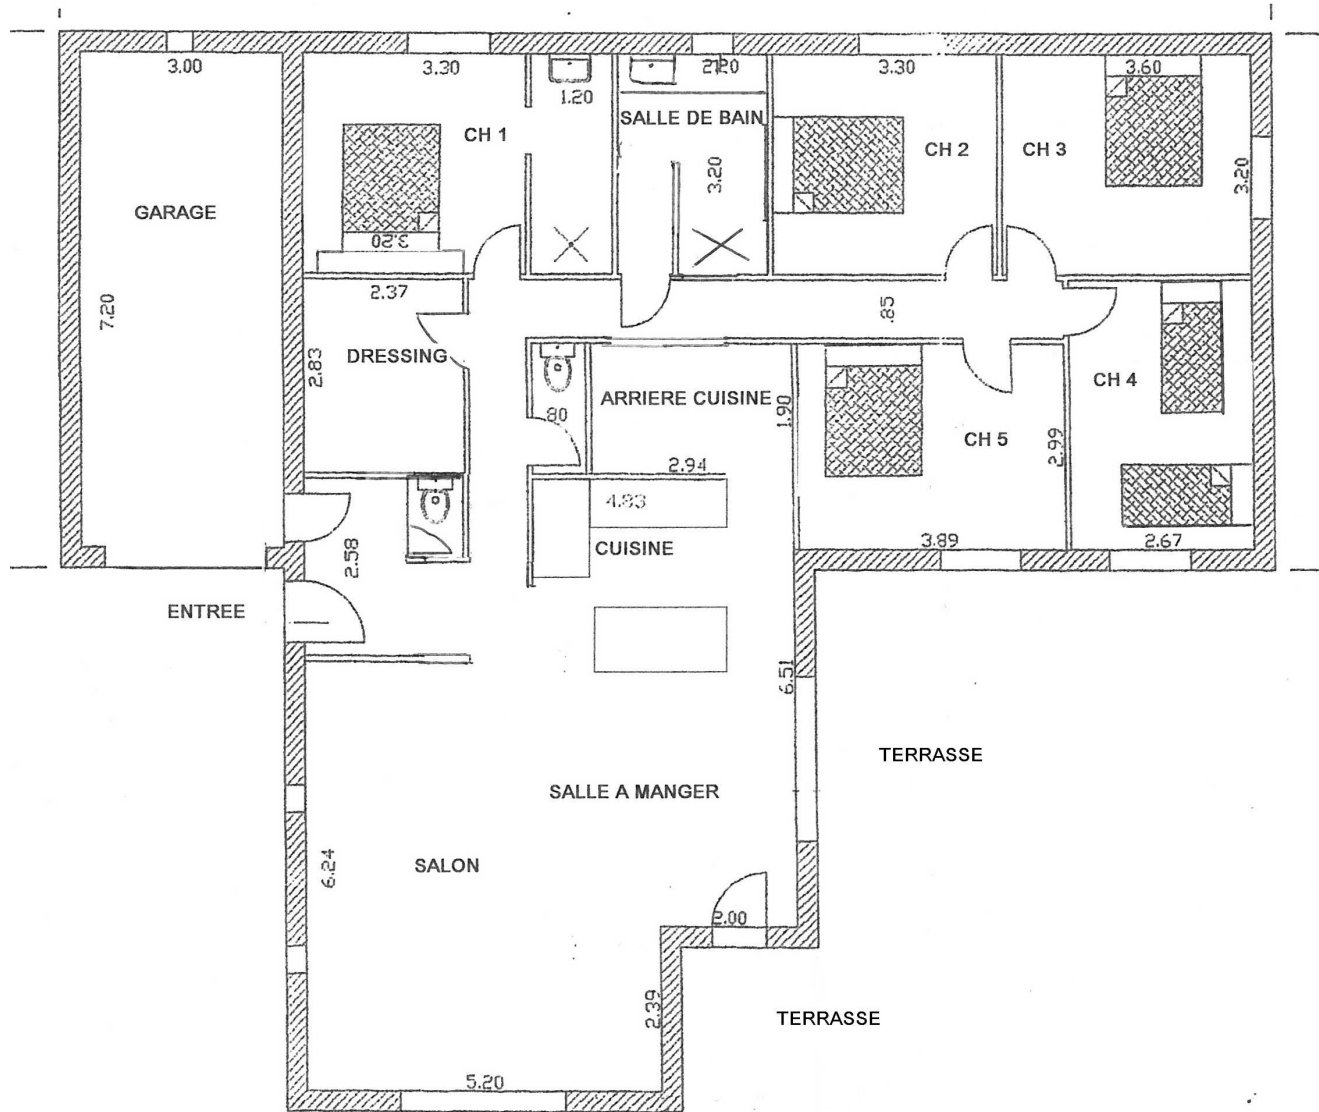 3.00
3.30
1.20
2.20
3.30
3.60
CH 1
SALLE DE BAIN
CH 2
CH 3
3.20
3.20
GARAGE
3.20
2.37
7.20
.85
2.83
DRESSING
.80
ARRIERE CUISINE
1.90
CH 4
CH 5
2.99
2.94
4.83
CUISINE
2.58
3.89
2.67
ENTREE
6.51
TERRASSE
SALLE A MANGER
SALON
6.24
2.00
2.39
TERRASSE
5.20